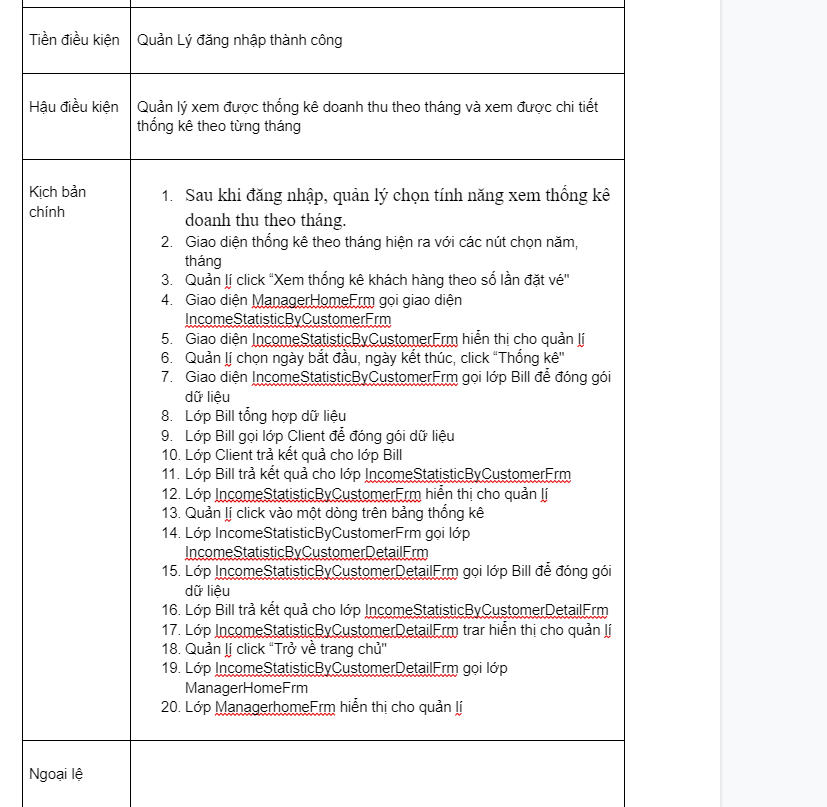 Tiền điều kiện
Quản Lý đăng nhập thành công
Hậu điều kiện
Quản lý xem được thống kê doanh thu theo tháng và xem được chi tiết
thống kê theo từng tháng
Kịch bản
chính
1. Sau khi đăng nhập, quản lý chọn tính năng xem thống kê
doanh thu theo tháng.
2. Giao diện thống kê theo tháng hiện ra với các nút chọn năm,
tháng
3. Quản lí click “Xem thống kê khách hàng theo số lần đặt vé"
4. Giao diện ManagerHomeFrm gọi giao diện
IncomeStatisticByCustomerFrm
5. Giao diện IncomeStatisticByCustomerFrm hiển thị cho quản lí
6. Quản lí chọn ngày bắt đầu, ngày kết thúc, click “Thống kê"
7. Giao diện IncomeStatisticByCustomerFrm gọi lớp Bill để đóng gói
dữ liệu
8. Lớp Bill tổng hợp dữ liệu
9. Lớp Bill gọi lớp Client để đóng gói dữ liệu
10. Lớp Client trả kết quả cho lớp Bill
11. Lớp Bill trả kết quả cho lớp IncomeStatisticByCustomerFrm
12. Lớp IncomeStatisticByCustomerFrm hiển thị cho quản lí
13. Quản lí click vào một dòng trên bảng thống kê
14. Lớp IncomeStatisticByCustomerFrm gọi lớp
IncomeStatisticByCustomerDetailFrm
15. Lớp IncomeStatisticByCustomerDetailFrm gọi lớp Bill để đóng gói
dữ liệu
16. Lớp Bill trả kết quả cho lớp IncomeStatisticByCustomerDetailFrm
17. Lớp IncomeStatisticByCustomerDetailFrm trar hiển thị cho quản lí
18. Quản lí click “Trở về trang chủ"
19. Lớp IncomeStatisticByCustomerDetailFrm gọi lớp
ManagerHomeFrm
20. Lớp ManagerhomeFrm hiển thị cho quản lí
Ngoại lệ